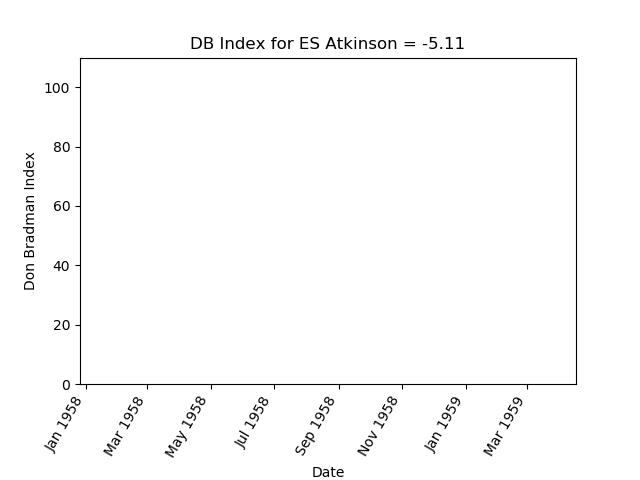 DB Index for ES Atkinson = -5.11
100
80
60
40
20
0
Don Bradman Index
Jan 1958
Mar 1958
May 1958
Jul 1958
Sep 1958
Nov 1958
Jan 1959
Mar 1959
Date